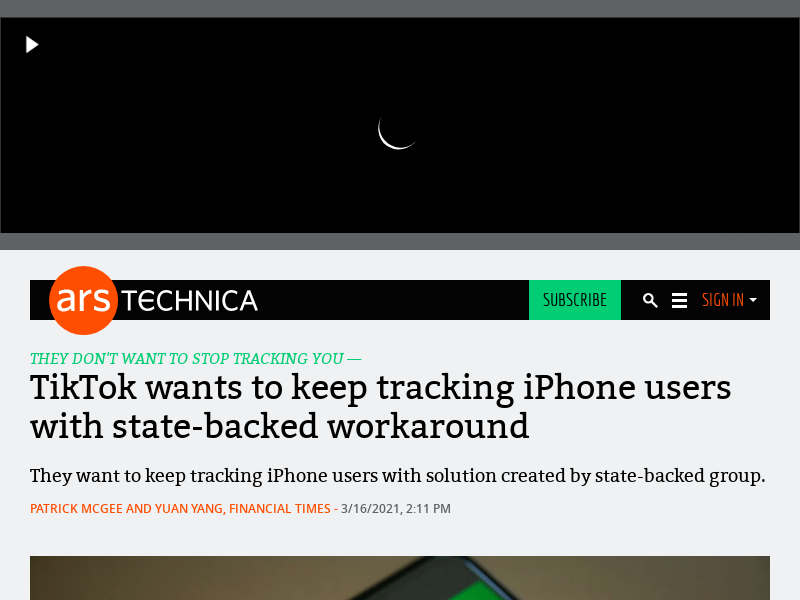 ars TECHNICA SUBSCRIBE SIGN IN
THEY DON'T WANT TO STOP TRACKING YOU —
TikTok wants to keep tracking iPhone users
with state-backed workaround
They want to keep tracking iPhone users with solution created by state-backed group.
PATRICK MCGEE AND YUAN YANG, FINANCIAL TIMES - 3/16/2021, 2:11 PM